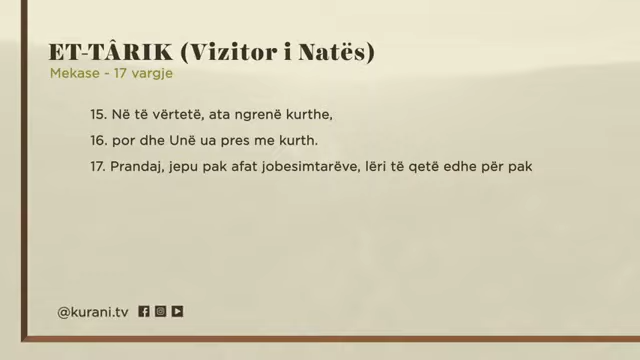 ET-TÂRIK (Vizitor i Natës)
Mekase - 17 vargje
15. Në të vërtetë, ata ngrenë kurthe,
16. por dhe Unë ua pres me kurth.
17. Prandaj, jepu pak afat jobesimtarëve, lëri të qetë edhe për pak
@kurani.tv